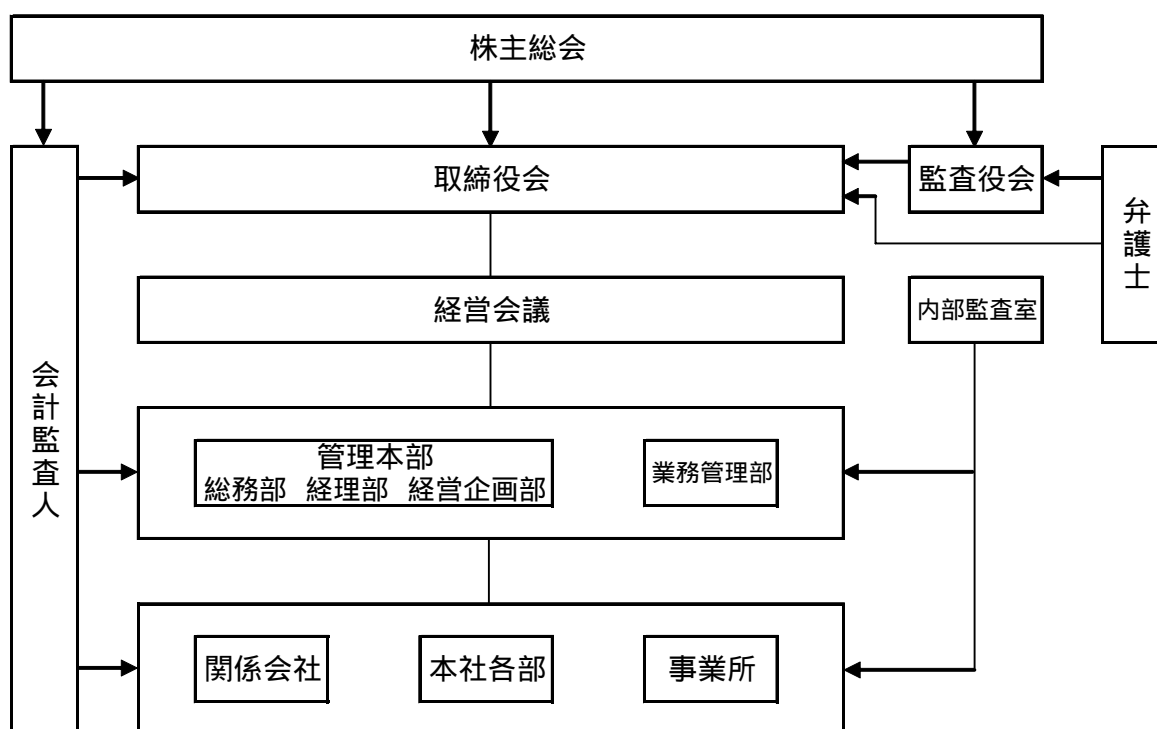 株主総会
取締役会
監査役会
弁護士
経営会議
内部監査室
会計監査人
管理本部
総務部 経理部 経営企画部
業務管理部
関係会社
本社各部
事業所